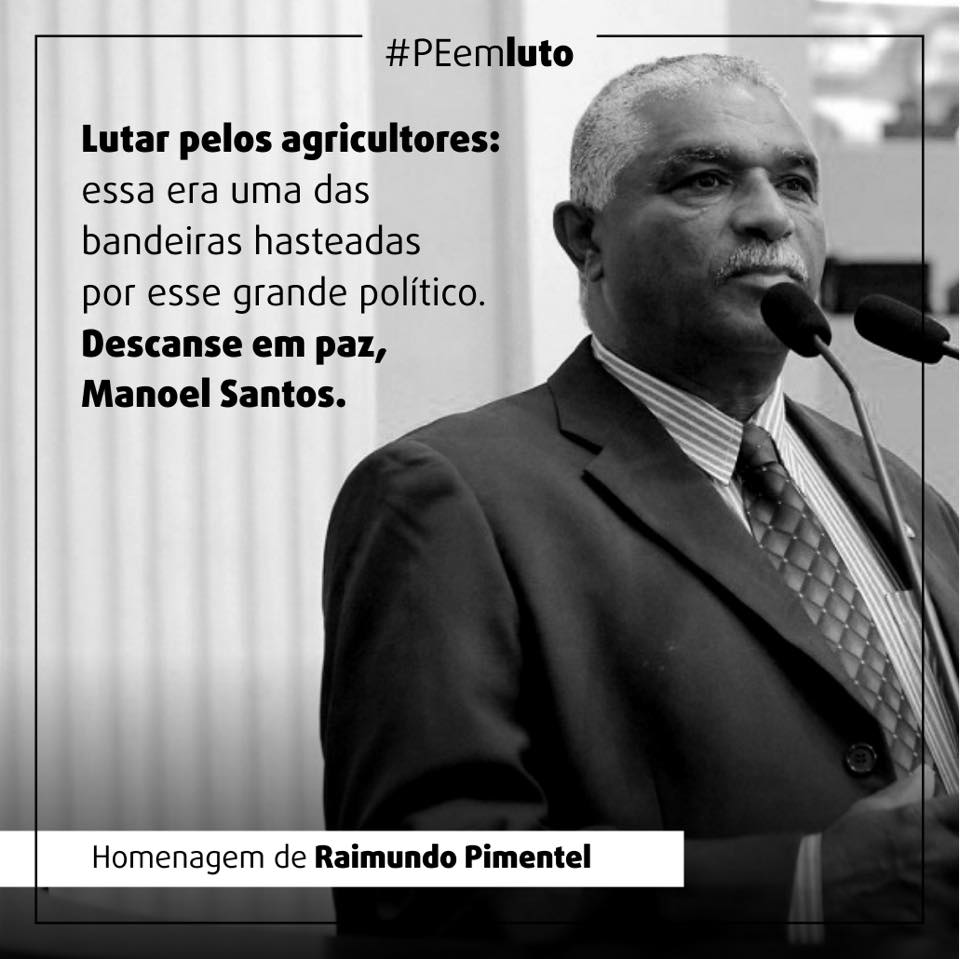 #PEemluto
Lutar pelos agricultores:
essa era uma das
bandeiras hasteadas
por esse grande político.
Descanse em paz,
Manoel Santos.
Homenagem de Raimundo Pimentel